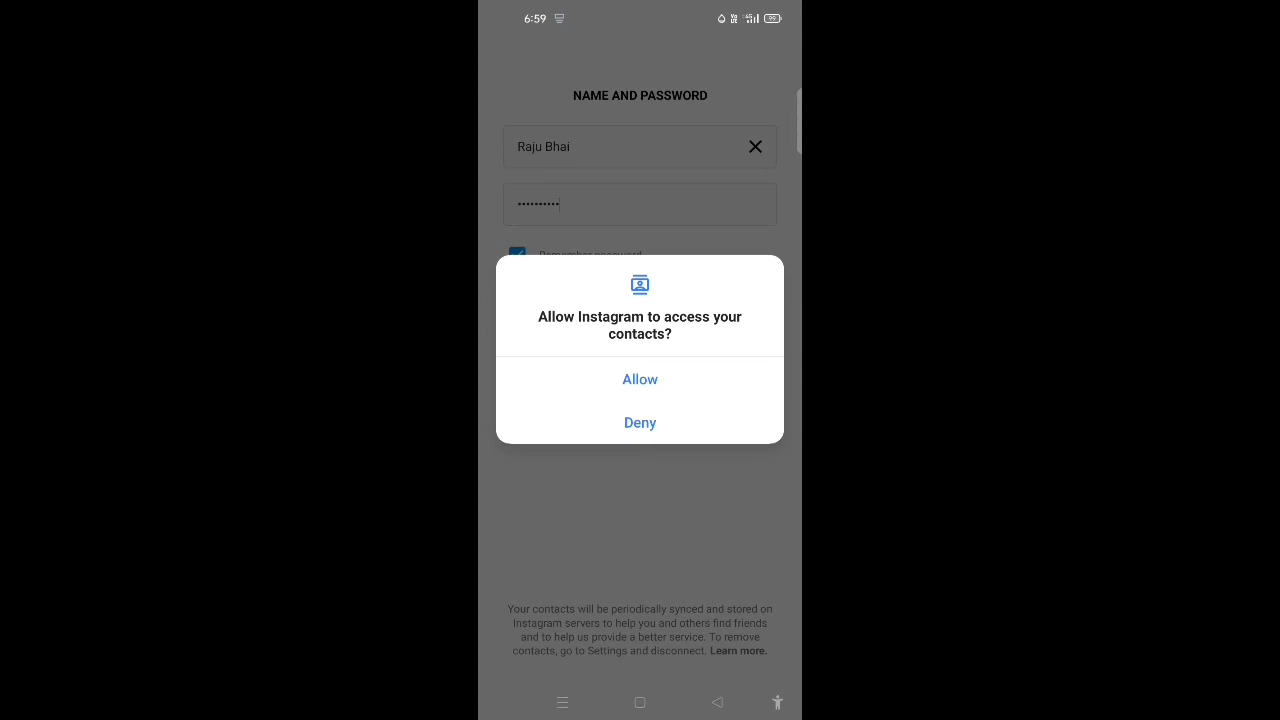 6:59
NAME AND PASSWORD
Raju Bhai
••••••••••
Remember password
Allow Instagram to access your
contacts?
Allow
Deny
Your contacts will be periodically synced and stored on
Instagram servers to help you and others find friends
and to help us provide a better service. To remove
contacts, go to Settings and disconnect. Learn more.